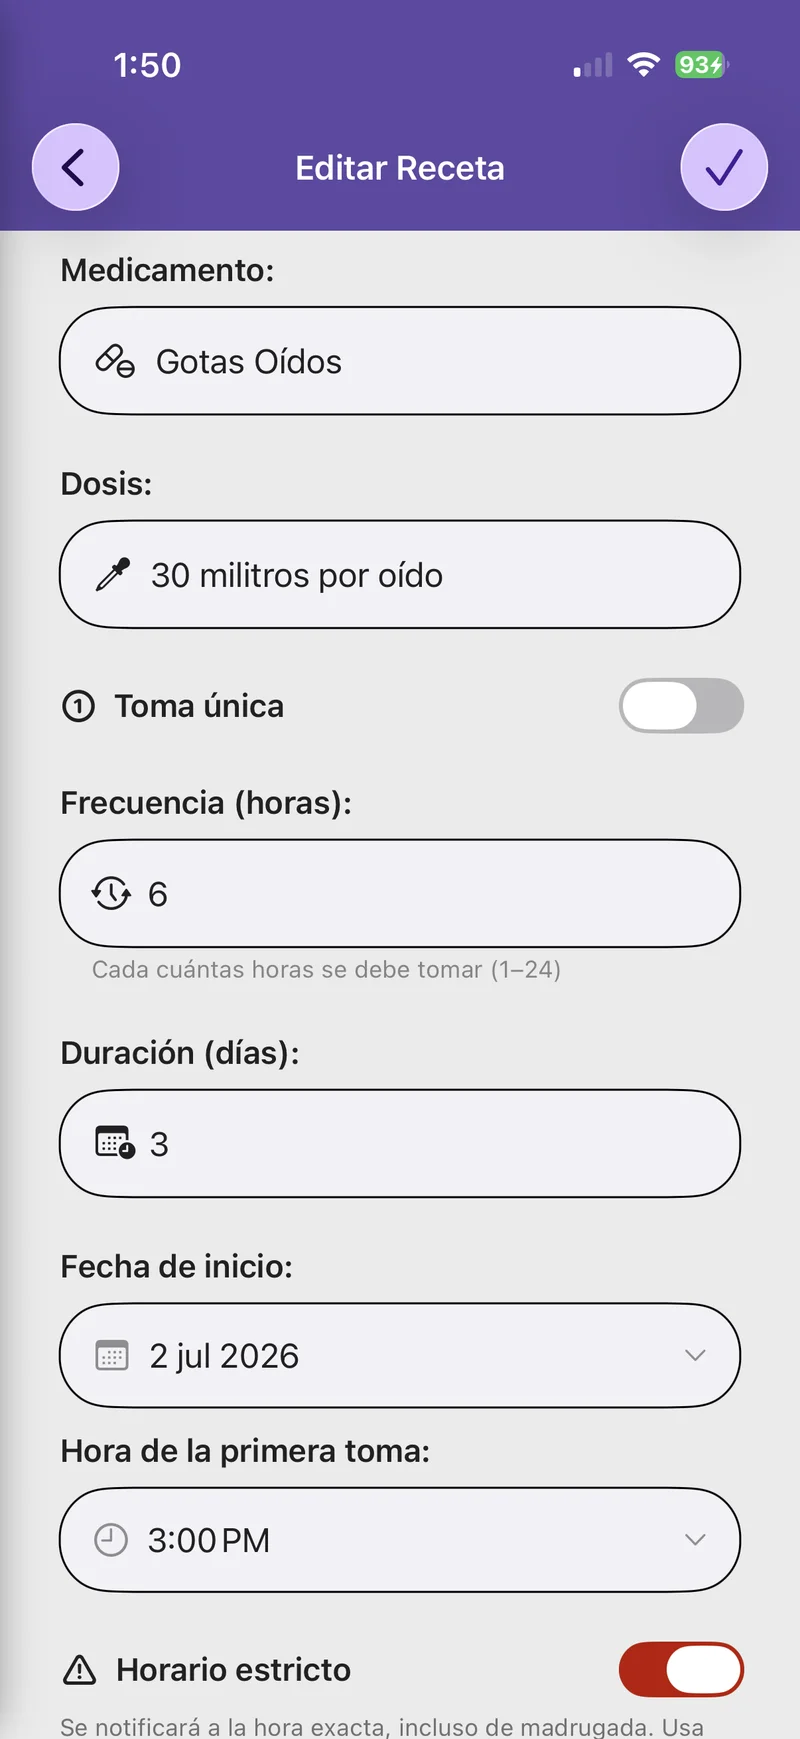 1:50
93
Editar Receta
Medicamento:
Gotas Oídos
Dosis:
30 militros por oído
1 Toma única
Frecuencia (horas):
6
Cada cuántas horas se debe tomar (1–24)
Duración (días):
3
Fecha de inicio:
2 jul 2026
Hora de la primera toma:
3:00 PM
Horario estricto
Se notificará a la hora exacta, incluso de madrugada. Usa